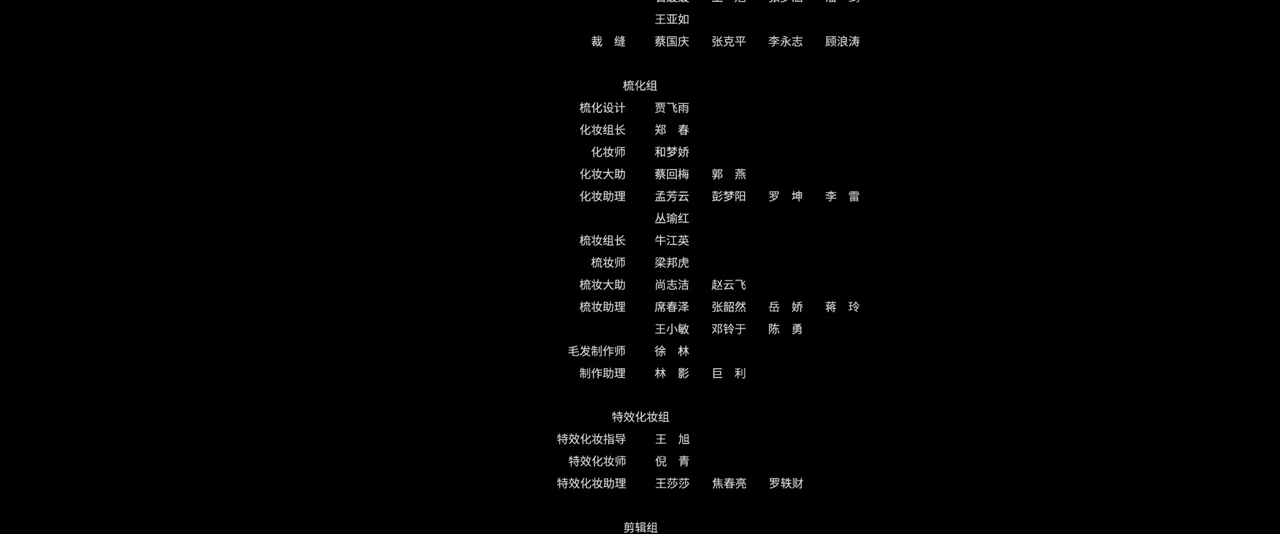 王亚如
裁　缝　蔡国庆　张克平　李永志　顾浪涛
梳化组
梳化设计　贾飞雨
化妆组长　郑　春
化妆师　和梦娇
化妆大助　蔡回梅　郭　燕
化妆助理　孟芳云　彭梦阳　罗　坤　李　雷
丛瑜红
梳妆组长　牛江英
梳妆师　梁邦虎
梳妆大助　尚志洁　赵云飞
梳妆助理　席春泽　张韶然　岳　娇　蒋　玲
王小敏　邓铃于　陈　勇
毛发制作师　徐　林
制作助理　林　影　巨　利
特效化妆组
特效化妆指导　王　旭
特效化妆师　倪　青
特效化妆助理　王莎莎　焦春亮　罗轶财
剪辑组